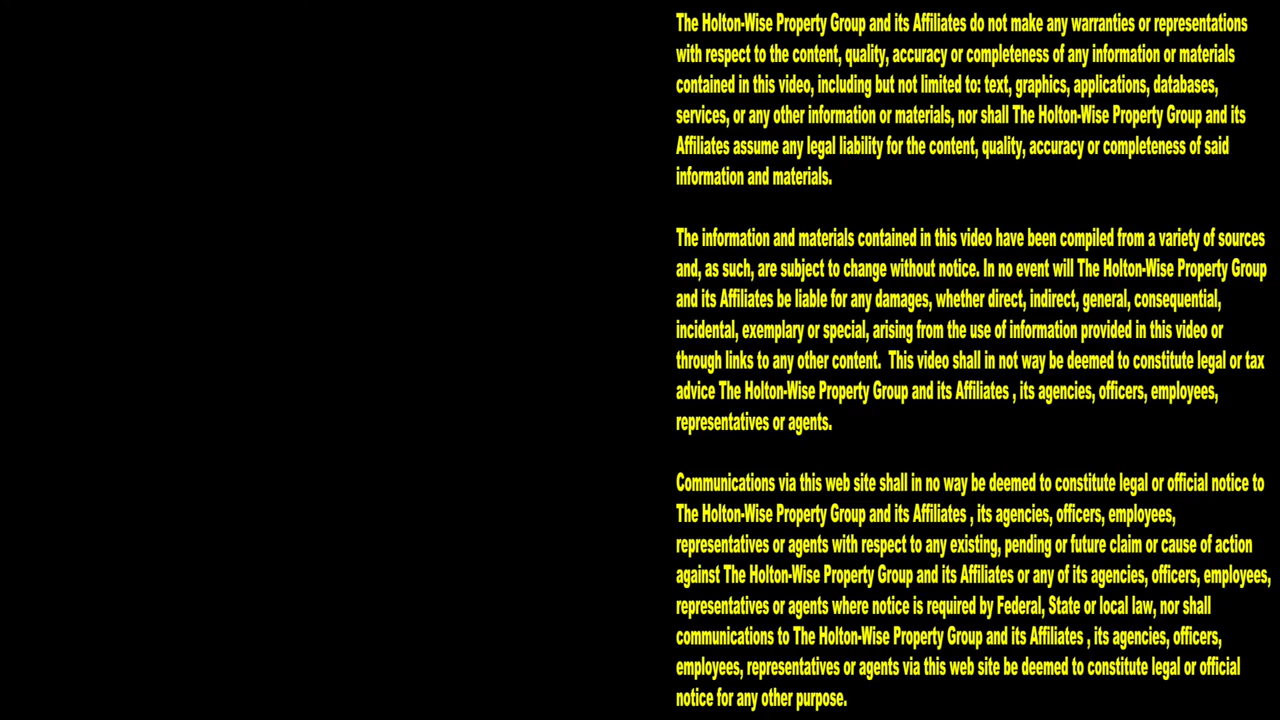 The Holton-Wise Property Group and its Affiliates do not make any warranties or representations
with respect to the content, quality, accuracy or completeness of any information or materials
contained in this video, including but not limited to: text, graphics, applications, databases,
services, or any other information or materials, nor shall The Holton-Wise Property Group and its
Affiliates assume any legal liability for the content, quality, accuracy or completeness of said
information and materials.
The information and materials contained in this video have been compiled from a variety of sources
and, as such, are subject to change without notice. In no event will The Holton-Wise Property Group
and its Affiliates be liable for any damages, whether direct, indirect, general, consequential,
incidental, exemplary or special, arising from the use of information provided in this video or
through links to any other content.  This video shall in not way be deemed to constitute legal or tax
advice The Holton-Wise Property Group and its Affiliates , its agencies, officers, employees,
representatives or agents.
Communications via this web site shall in no way be deemed to constitute legal or official notice to
The Holton-Wise Property Group and its Affiliates , its agencies, officers, employees,
representatives or agents with respect to any existing, pending or future claim or cause of action
against The Holton-Wise Property Group and its Affiliates or any of its agencies, officers, employees,
representatives or agents where notice is required by Federal, State or local law, nor shall
communications to The Holton-Wise Property Group and its Affiliates , its agencies, officers,
employees, representatives or agents via this web site be deemed to constitute legal or official
notice for any other purpose.